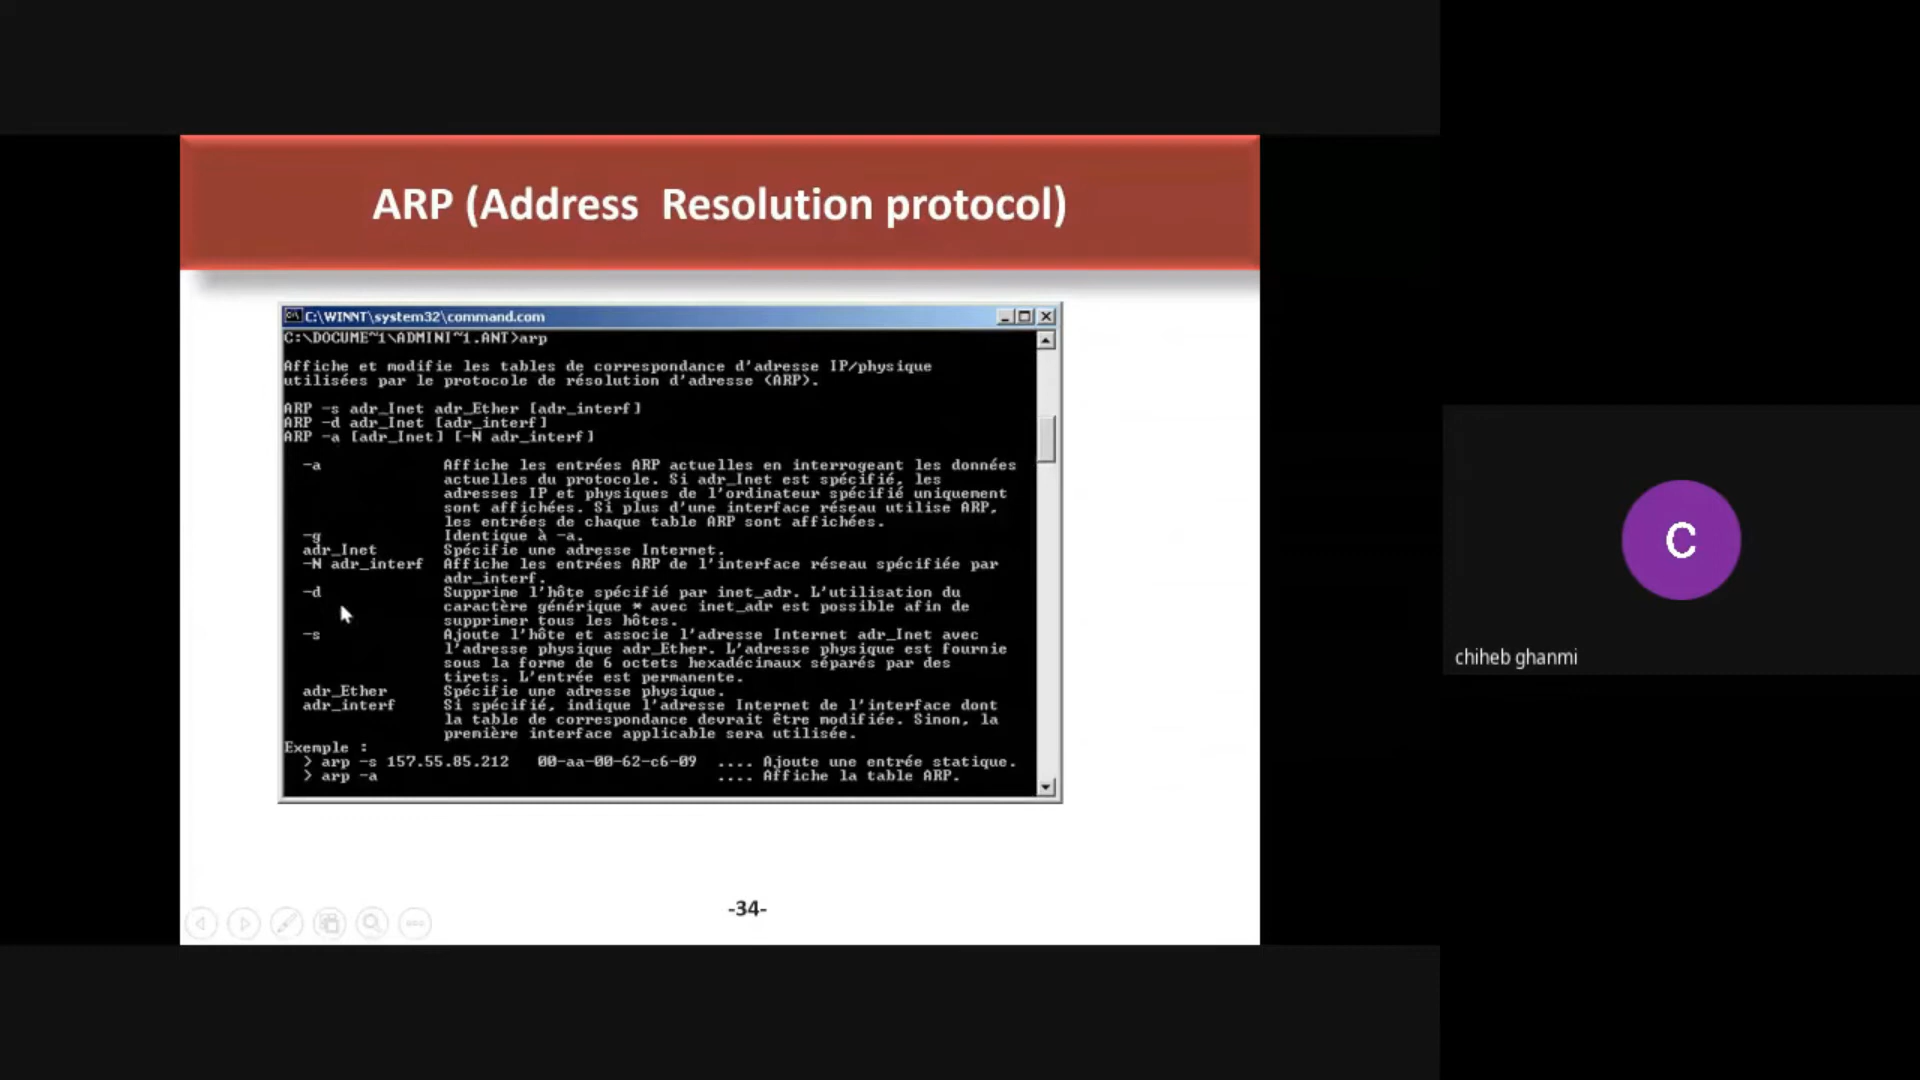 ARP (Address Resolution protocol)
C:\WINNT\system32\command.com
C:\DOCUME~1\ADMINI~1.ANT>arp
Affiche et modifie les tables de correspondance d'adresse IP/physique
utilisées par le protocole de résolution d'adresse (ARP).
ARP -s adr_Inet adr_Ether [adr_interf]
ARP -d adr_Inet [adr_interf]
ARP -a [adr_Inet] [-N adr_interf]
-a Affiche les entrées ARP actuelles en interrogeant les données
actuelles du protocole. Si adr_Inet est spécifié, les
adresses IP et physiques de l'ordinateur spécifié uniquement
sont affichées. Si plus d'une interface réseau utilise ARP,
les entrées de chaque table ARP sont affichées.
-g Identique à -a.
adr_Inet Spécifie une adresse Internet.
-N adr_interf Affiche les entrées ARP de l'interface réseau spécifiée par
adr_interf.
-d Supprime l'hôte spécifié par inet_adr. L'utilisation du
caractère générique * avec inet_adr est possible afin de
supprimer tous les hôtes.
-s Ajoute l'hôte et associe l'adresse Internet adr_Inet avec
l'adresse physique adr_Ether. L'adresse physique est fournie
sous la forme de 6 octets hexadécimaux séparés par des
tirets. L'entrée est permanente.
adr_Ether Spécifie une adresse physique.
adr_interf Si spécifié, indique l'adresse Internet de l'interface dont
la table de correspondance devrait être modifiée. Sinon, la
première interface applicable sera utilisée.
Exemple :
> arp -s 157.55.85.212 00-aa-00-62-c6-09 .... Ajoute une entrée statique.
> arp -a .... Affiche la table ARP.
-34-
C
chiheb ghanmi